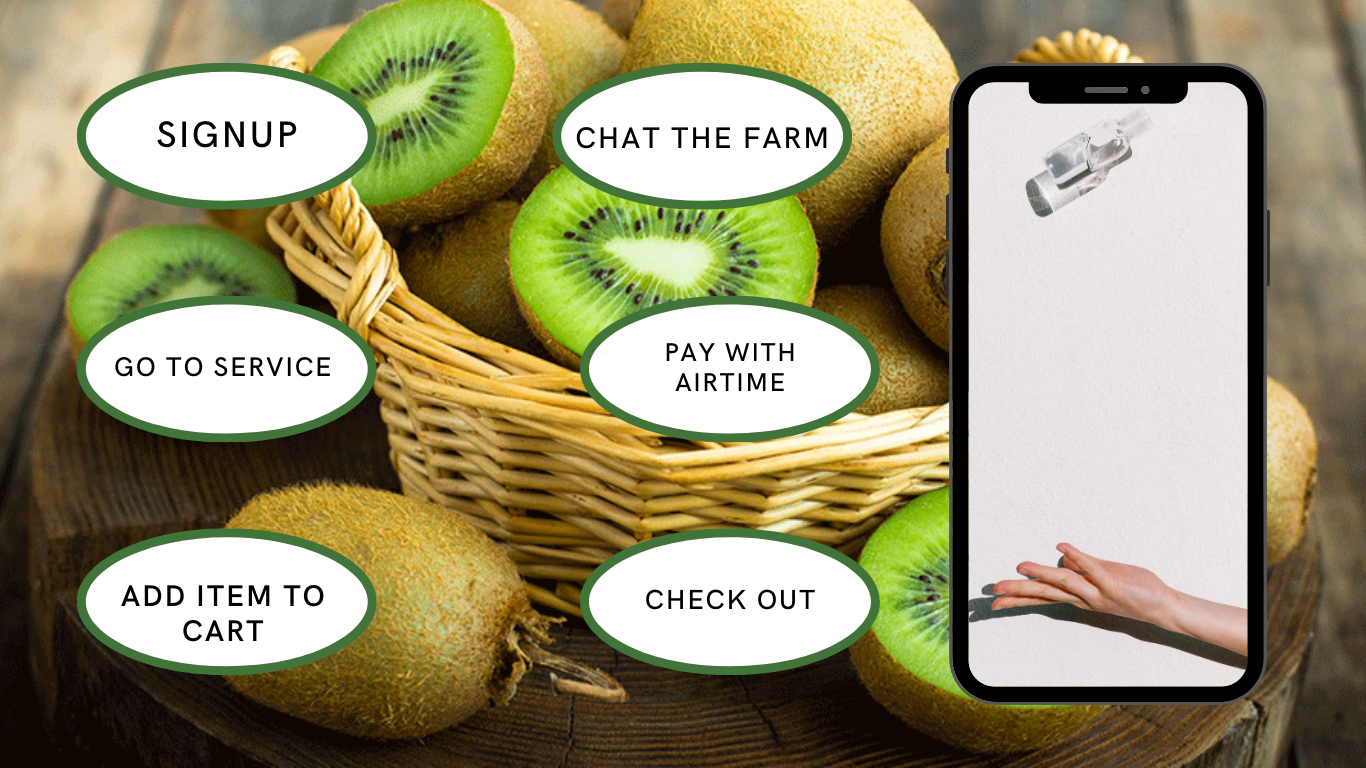 SIGNUP
CHAT THE FARM
GO TO SERVICE
PAY WITH
AIRTIME
ADD ITEM TO
CART
CHECK OUT